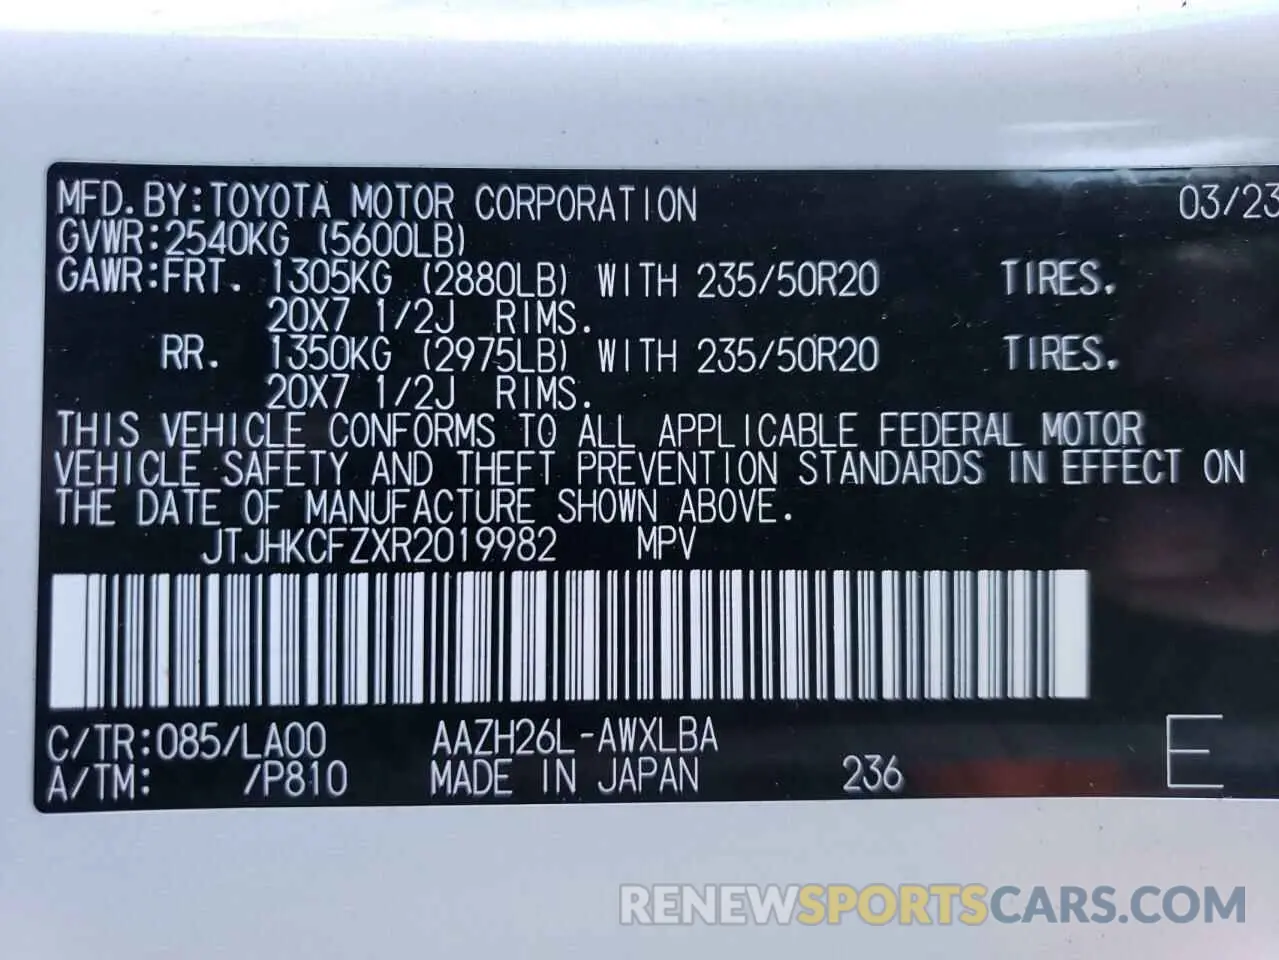 MFD.BY:TOYOTA MOTOR CORPORATION 03/23
GVWR:2540KG (5600LB)
GAWR:FRT. 1305KG (2880LB) WITH 235/50R20 TIRES.
20X7 1/2J RIMS.
RR. 1350KG (2975LB) WITH 235/50R20 TIRES.
20X7 1/2J RIMS.
THIS VEHICLE CONFORMS TO ALL APPLICABLE FEDERAL MOTOR
VEHICLE SAFETY AND THEFT PREVENTION STANDARDS IN EFFECT ON
THE DATE OF MANUFACTURE SHOWN ABOVE.
JTJHKCFZXR2019982 MPV
C/TR:085/LA00 AAZH26L-AWXLBA E
A/TM: /P810 MADE IN JAPAN 236
RENEWSPORTSCARS.COM